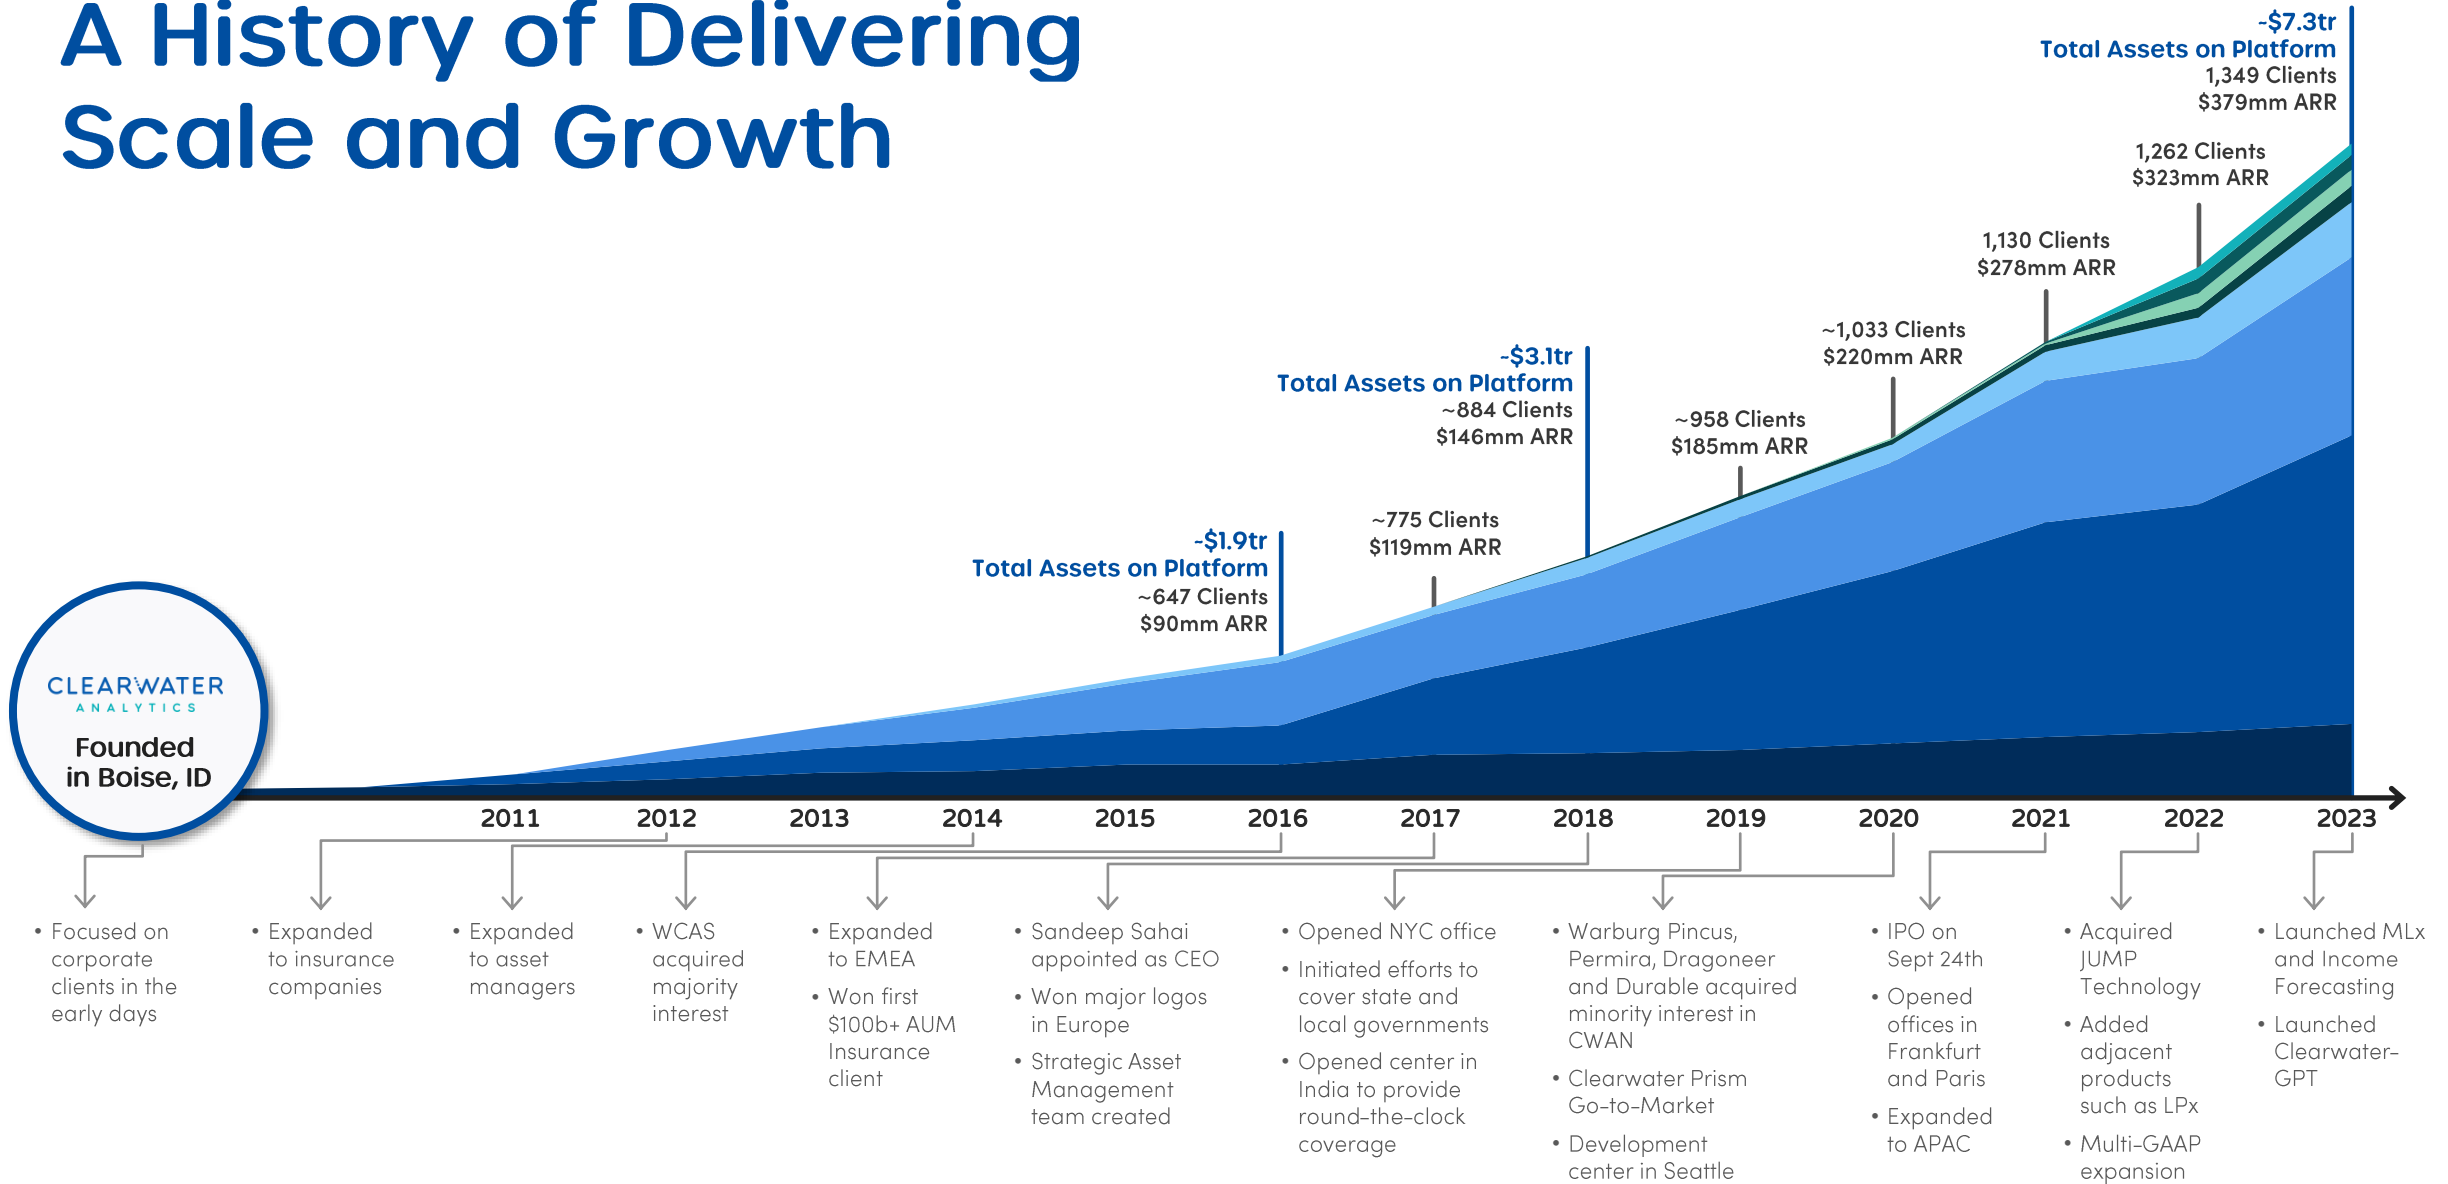 A History of Delivering
Scale and Growth
~$7.3tr
Total Assets on Platform
1,349 Clients
$379mm ARR
1,262 Clients
$323mm ARR
1,130 Clients
$278mm ARR
~1,033 Clients
$220mm ARR
~$3.1tr
Total Assets on Platform
~884 Clients
$146mm ARR
~958 Clients
$185mm ARR
~775 Clients
$119mm ARR
~$1.9tr
Total Assets on Platform
~647 Clients
$90mm ARR
CLEARWATER
ANALYTICS
Founded
in Boise, ID
2011 2012 2013 2014 2015 2016 2017 2018 2019 2020 2021 2022 2023
• Focused on
corporate
clients in the
early days
• Expanded
to insurance
companies
• Expanded
to asset
managers
• WCAS
acquired
majority
interest
• Expanded
to EMEA
• Won first
$100b+ AUM
Insurance
client
• Sandeep Sahai
appointed as CEO
• Won major logos
in Europe
• Strategic Asset
Management
team created
• Opened NYC office
• Initiated efforts to
cover state and
local governments
• Opened center in
India to provide
round-the-clock
coverage
• Warburg Pincus,
Permira, Dragoneer
and Durable acquired
minority interest in
CWAN
• Clearwater Prism
Go-to-Market
• Development
center in Seattle
• IPO on
Sept 24th
• Opened
offices in
Frankfurt
and Paris
• Expanded
to APAC
• Acquired
JUMP
Technology
• Added
adjacent
products
such as LPx
• Multi-GAAP
expansion
• Launched MLx
and Income
Forecasting
• Launched
Clearwater-
GPT